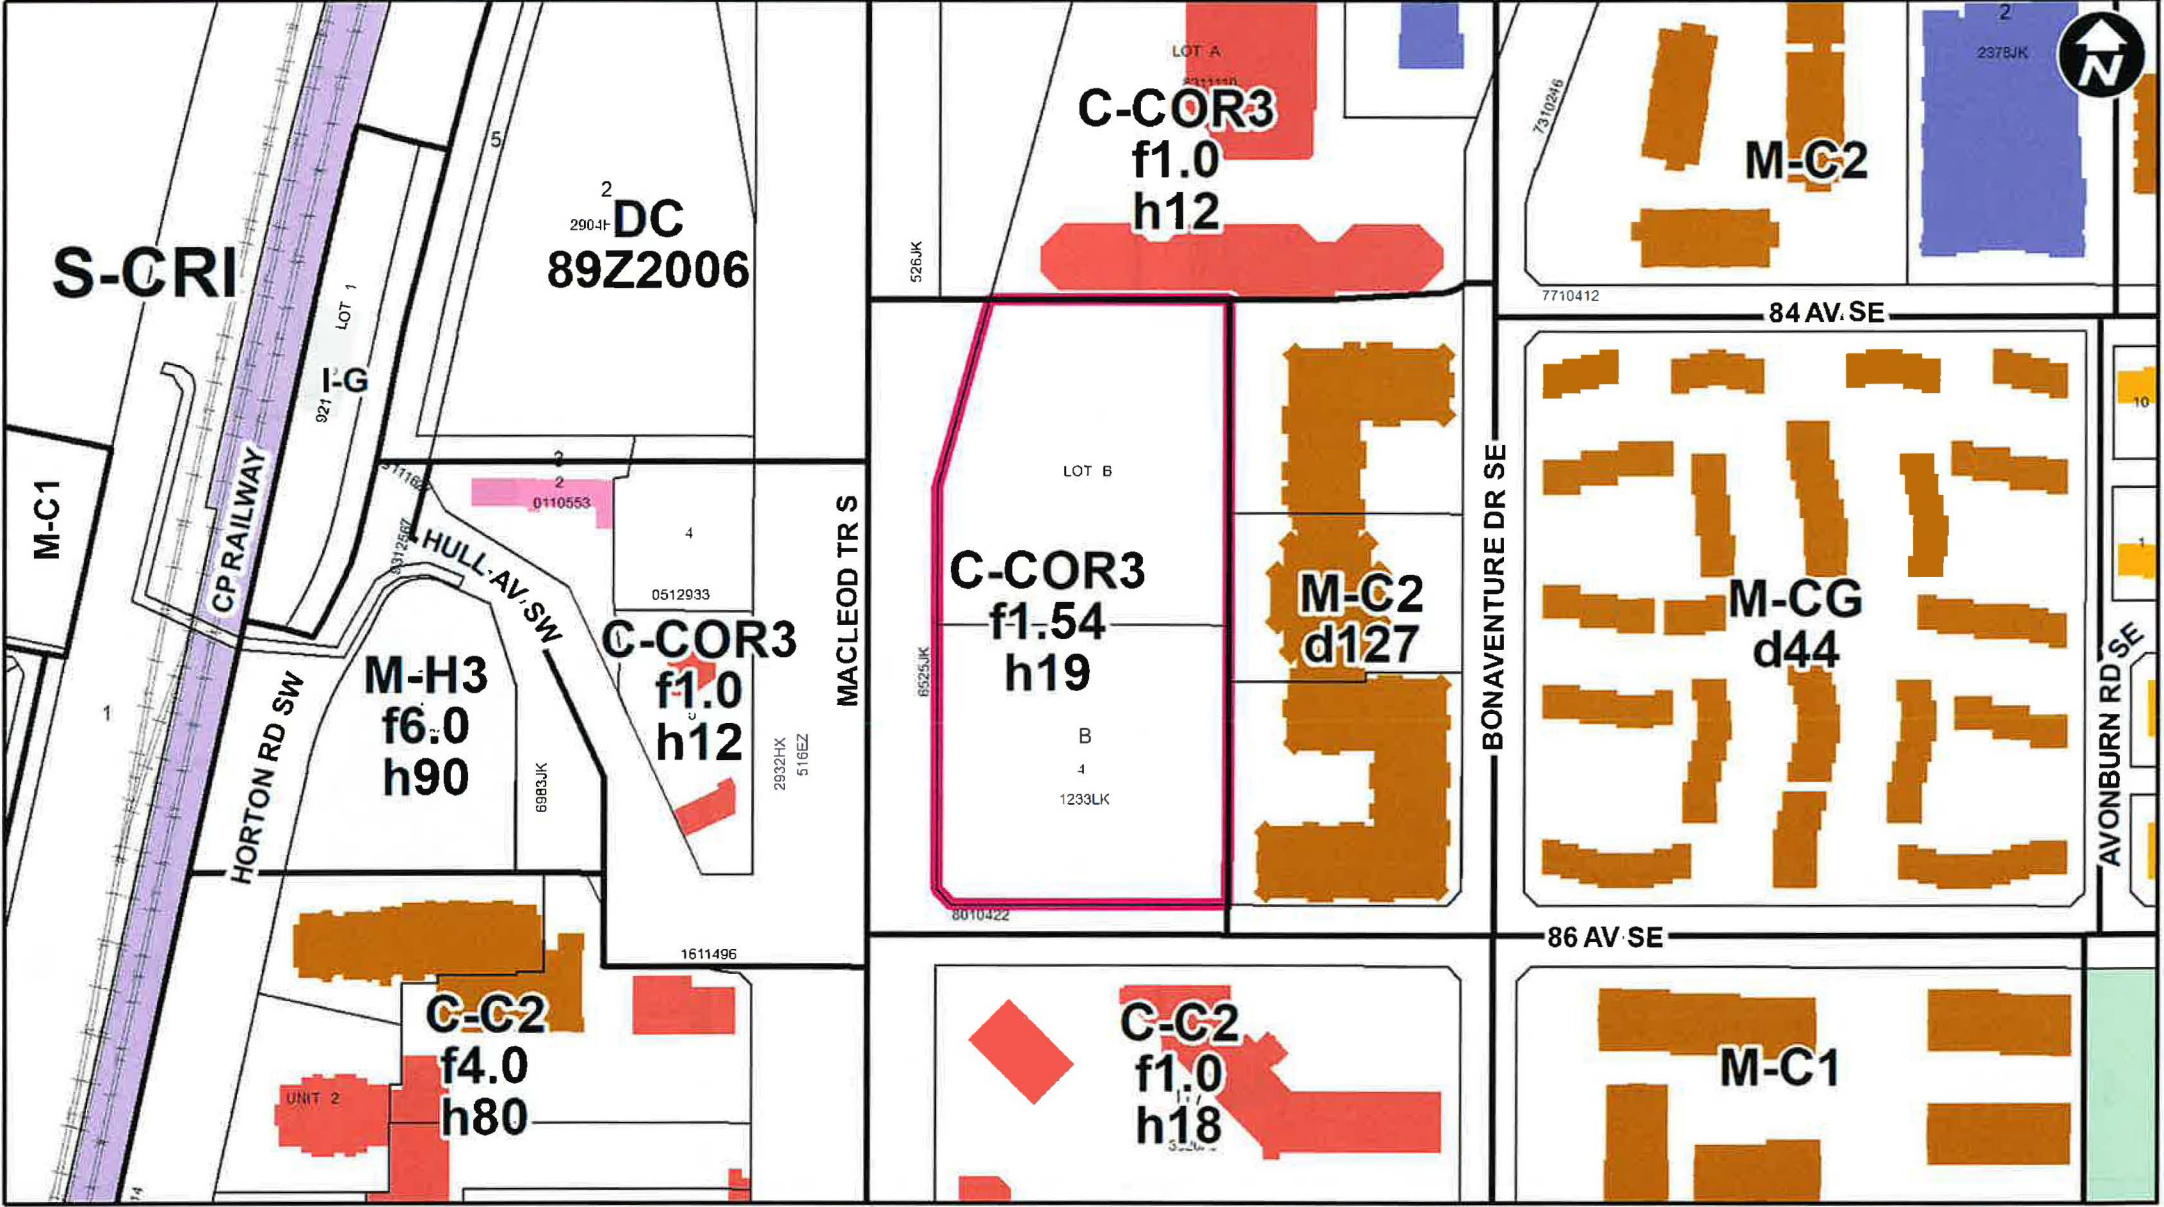 LOT A
8311110
C-COR3
f1.0
h12
526JK
2
2378JK
N
7310246
M-C2
7710412
84 AV SE
5
2
DC
89Z2006
S-CRI
LOT 1
I-G
921
CP RAILWAY
M-C1
1
2
0110553
4
0512933
HULL AV SW
C-COR3
f1.0
h12
2932HX
516EZ
MACLEOD TR S
M-H3
f6.0
h90
6983JK
HORTON RD SW
1611496
C-C2
f4.0
h80
UNIT 2
14
LOT B
C-COR3
f1.54
h19
6525JK
B
4
1233LK
8010422
M-C2
d127
BONAVENTURE DR SE
M-CG
d44
10
1
AVONBURN RD SE
86 AV SE
C-C2
f1.0
h18
M-C1